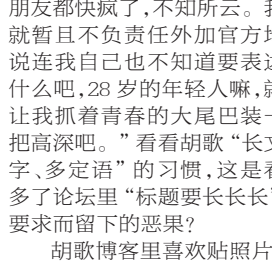 朋友都快疯了，不知所云。我
就暂且不负责任外加官方地
说连我自己也不知道要表达
什么吧，28 岁的年轻人嘛，就
让我抓着青春的大尾巴装一
把高深吧。”看看胡歌“长文
字、多定语”的习惯，这是看
多了论坛里“标题要长长长”
要求而留下的恶果？
胡歌博客里喜欢贴照片